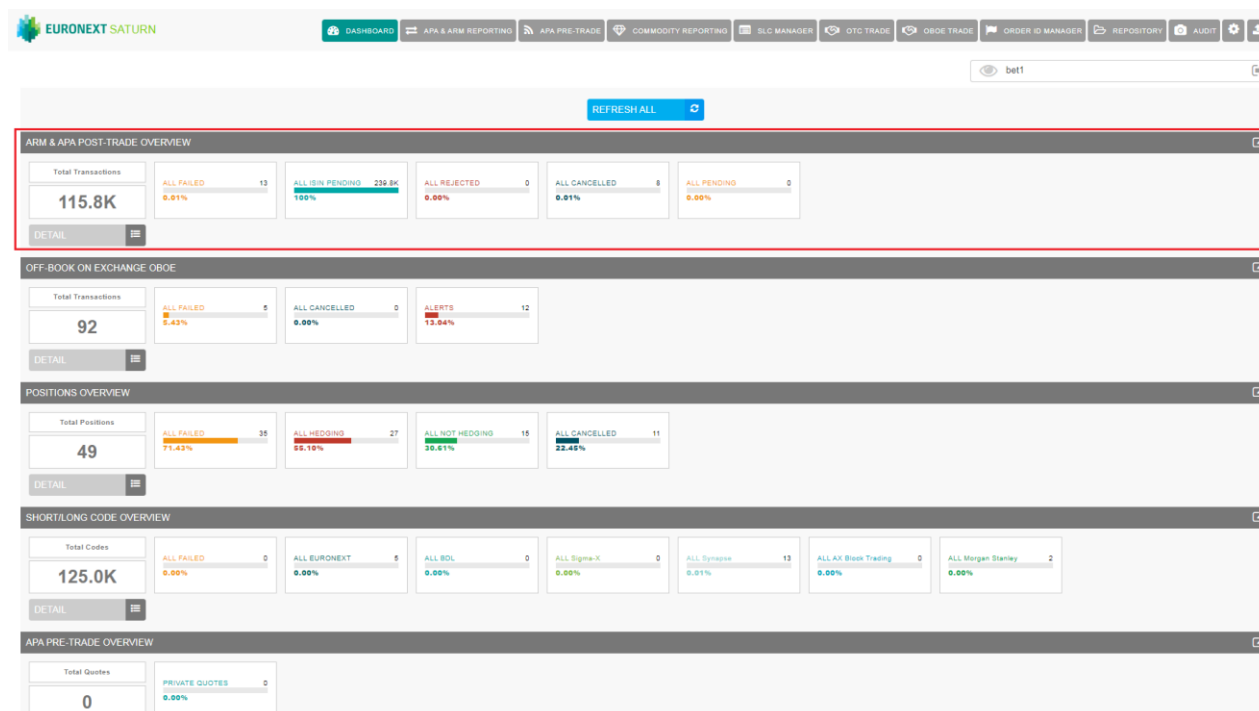 EURONEXT SATURN
DASHBOARD APA & ARM REPORTING APA PRE-TRADE COMMODITY REPORTING SLC MANAGER OTC TRADE OBOE TRADE ORDER ID MANAGER REPOSITORY AUDIT
bet1
REFRESH ALL
ARM & APA POST-TRADE OVERVIEW
Total Transactions
ALL FAILED 13 ALL ISIN PENDING 239.8K ALL REJECTED 0 ALL CANCELLED 8 ALL PENDING 0
115.8K 0.01% 100% 0.00% 0.01% 0.00%
DETAIL
OFF-BOOK ON EXCHANGE OBOE
Total Transactions
ALL FAILED 5 ALL CANCELLED 0 ALERTS 12
92 5.43% 0.00% 13.04%
DETAIL
POSITIONS OVERVIEW
Total Positions
ALL FAILED 35 ALL HEDGING 27 ALL NOT HEDGING 15 ALL CANCELLED 11
49 71.43% 55.10% 30.61% 22.45%
DETAIL
SHORT/LONG CODE OVERVIEW
Total Codes
ALL FAILED 0 ALL EURONEXT 5 ALL BDL 0 ALL Sigma-X 0 ALL Synapse 13 ALL AX Block Trading 0 ALL Morgan Stanley 2
125.0K 0.00% 0.00% 0.00% 0.00% 0.01% 0.00% 0.00%
DETAIL
APA PRE-TRADE OVERVIEW
Total Quotes
PRIVATE QUOTES 0
0 0.00%